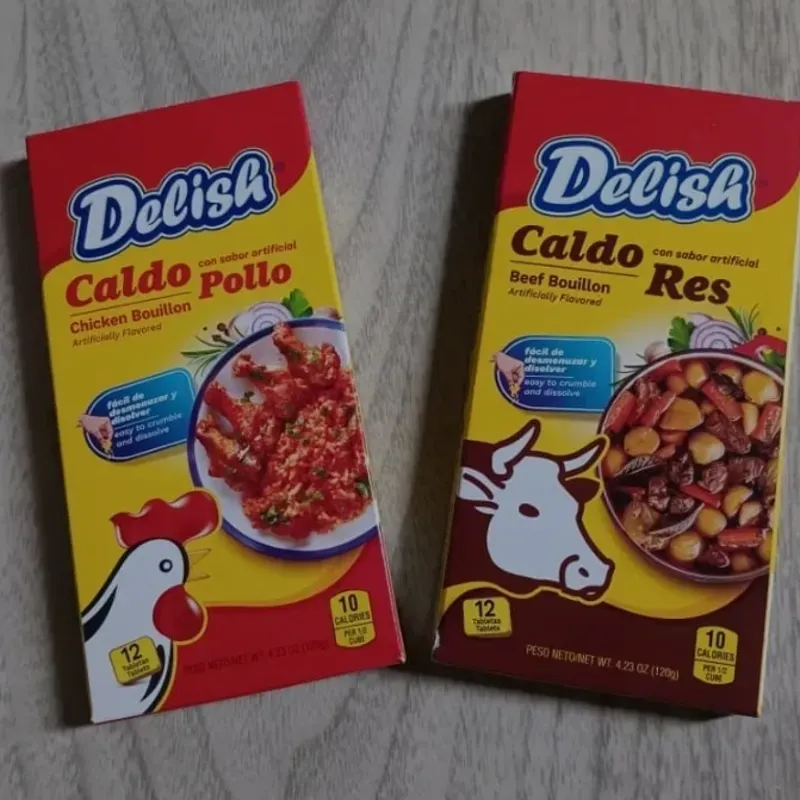 Delish
Caldo con sabor artificial
Pollo
Chicken Bouillon
Artificially Flavored
fácil de
desmenuzar y
disolver
easy to crumble
and dissolve
12
Tabletas
Tablets
10
CALORIES
PER 1/2
CUBE
PESO NETO/NET WT. 4.23 OZ (120g)
Delish
Caldo con sabor artificial
Res
Beef Bouillon
Artificially Flavored
fácil de
desmenuzar y
disolver
easy to crumble
and dissolve
12
Tabletas
Tablets
10
CALORIES
PER 1/2
CUBE
PESO NETO/NET WT. 4.23 OZ (120g)